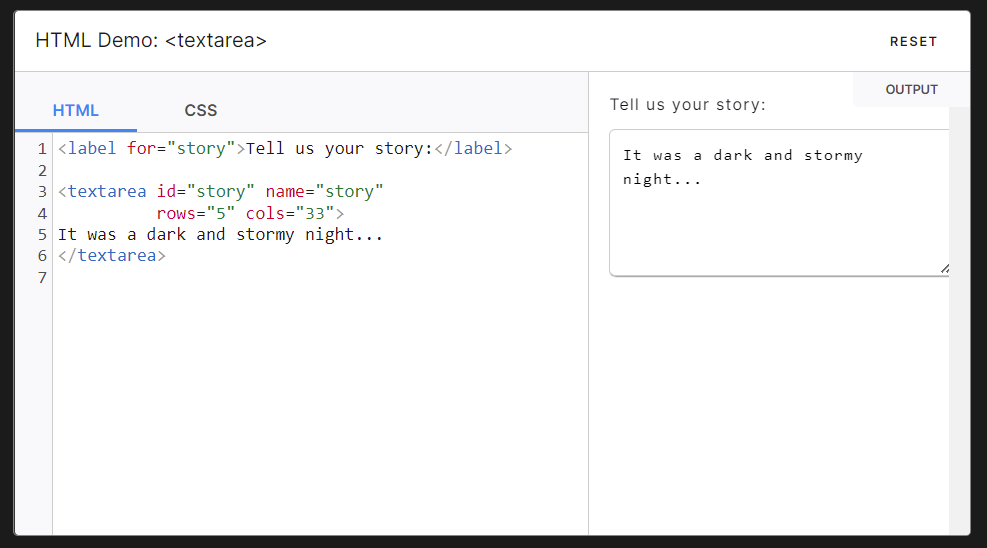 HTML Demo: <textarea>
RESET
HTML
CSS
1 <label for="story">Tell us your story:</label>
2
3 <textarea id="story" name="story"
4           rows="5" cols="33">
5 It was a dark and stormy night...
6 </textarea>
7
OUTPUT
Tell us your story:
It was a dark and stormy
night...